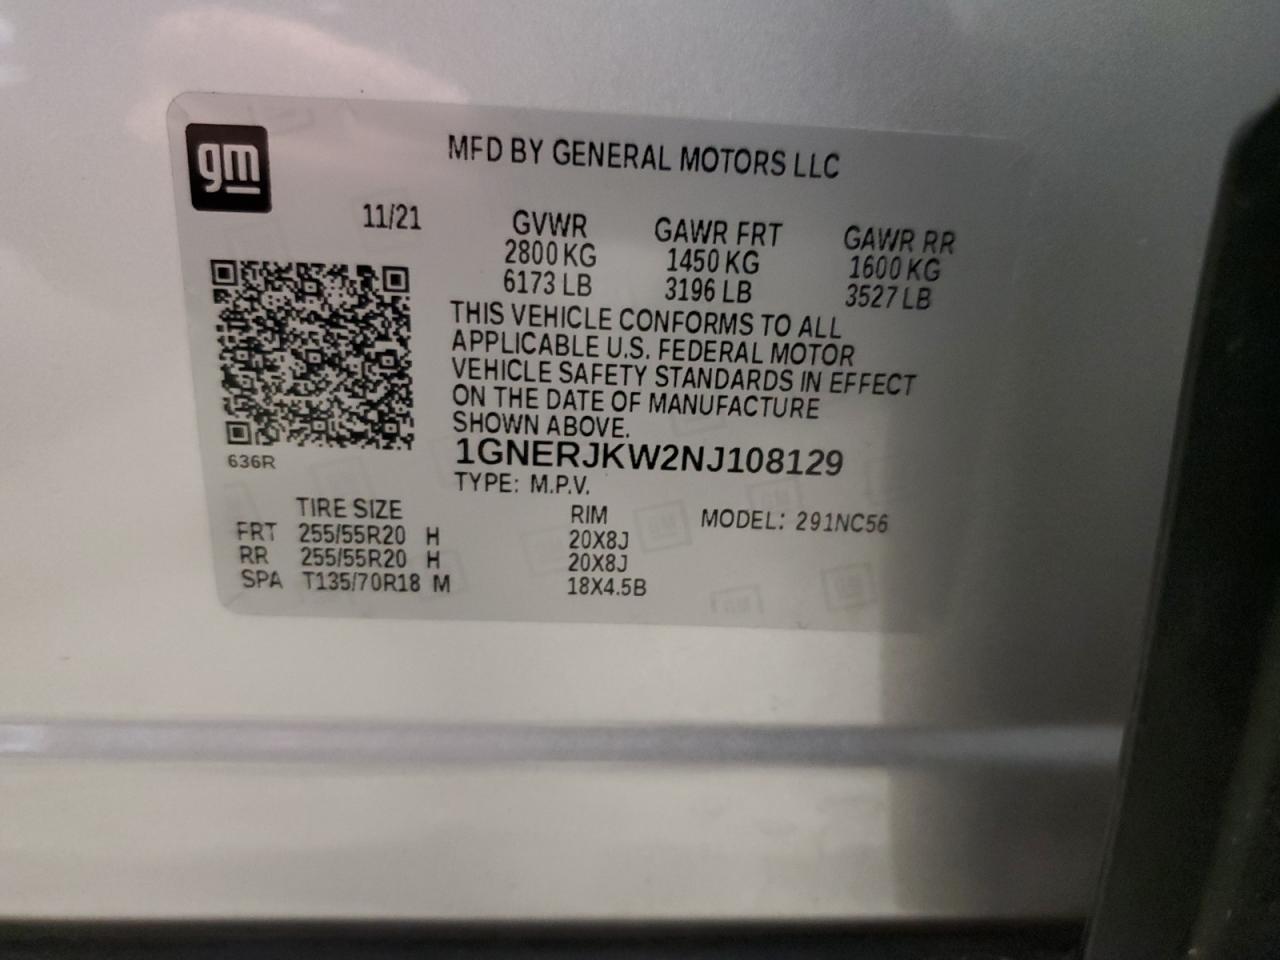 gm
MFD BY GENERAL MOTORS LLC
11/21 GVWR GAWR FRT GAWR RR
2800 KG 1450 KG 1600 KG
6173 LB 3196 LB 3527 LB
THIS VEHICLE CONFORMS TO ALL
APPLICABLE U.S. FEDERAL MOTOR
VEHICLE SAFETY STANDARDS IN EFFECT
ON THE DATE OF MANUFACTURE
SHOWN ABOVE.
636R
1GNERJKW2NJ108129
TYPE: M.P.V.
TIRE SIZE RIM MODEL: 291NC56
FRT 255/55R20 H 20X8J
RR 255/55R20 H 20X8J
SPA T135/70R18 M 18X4.5B